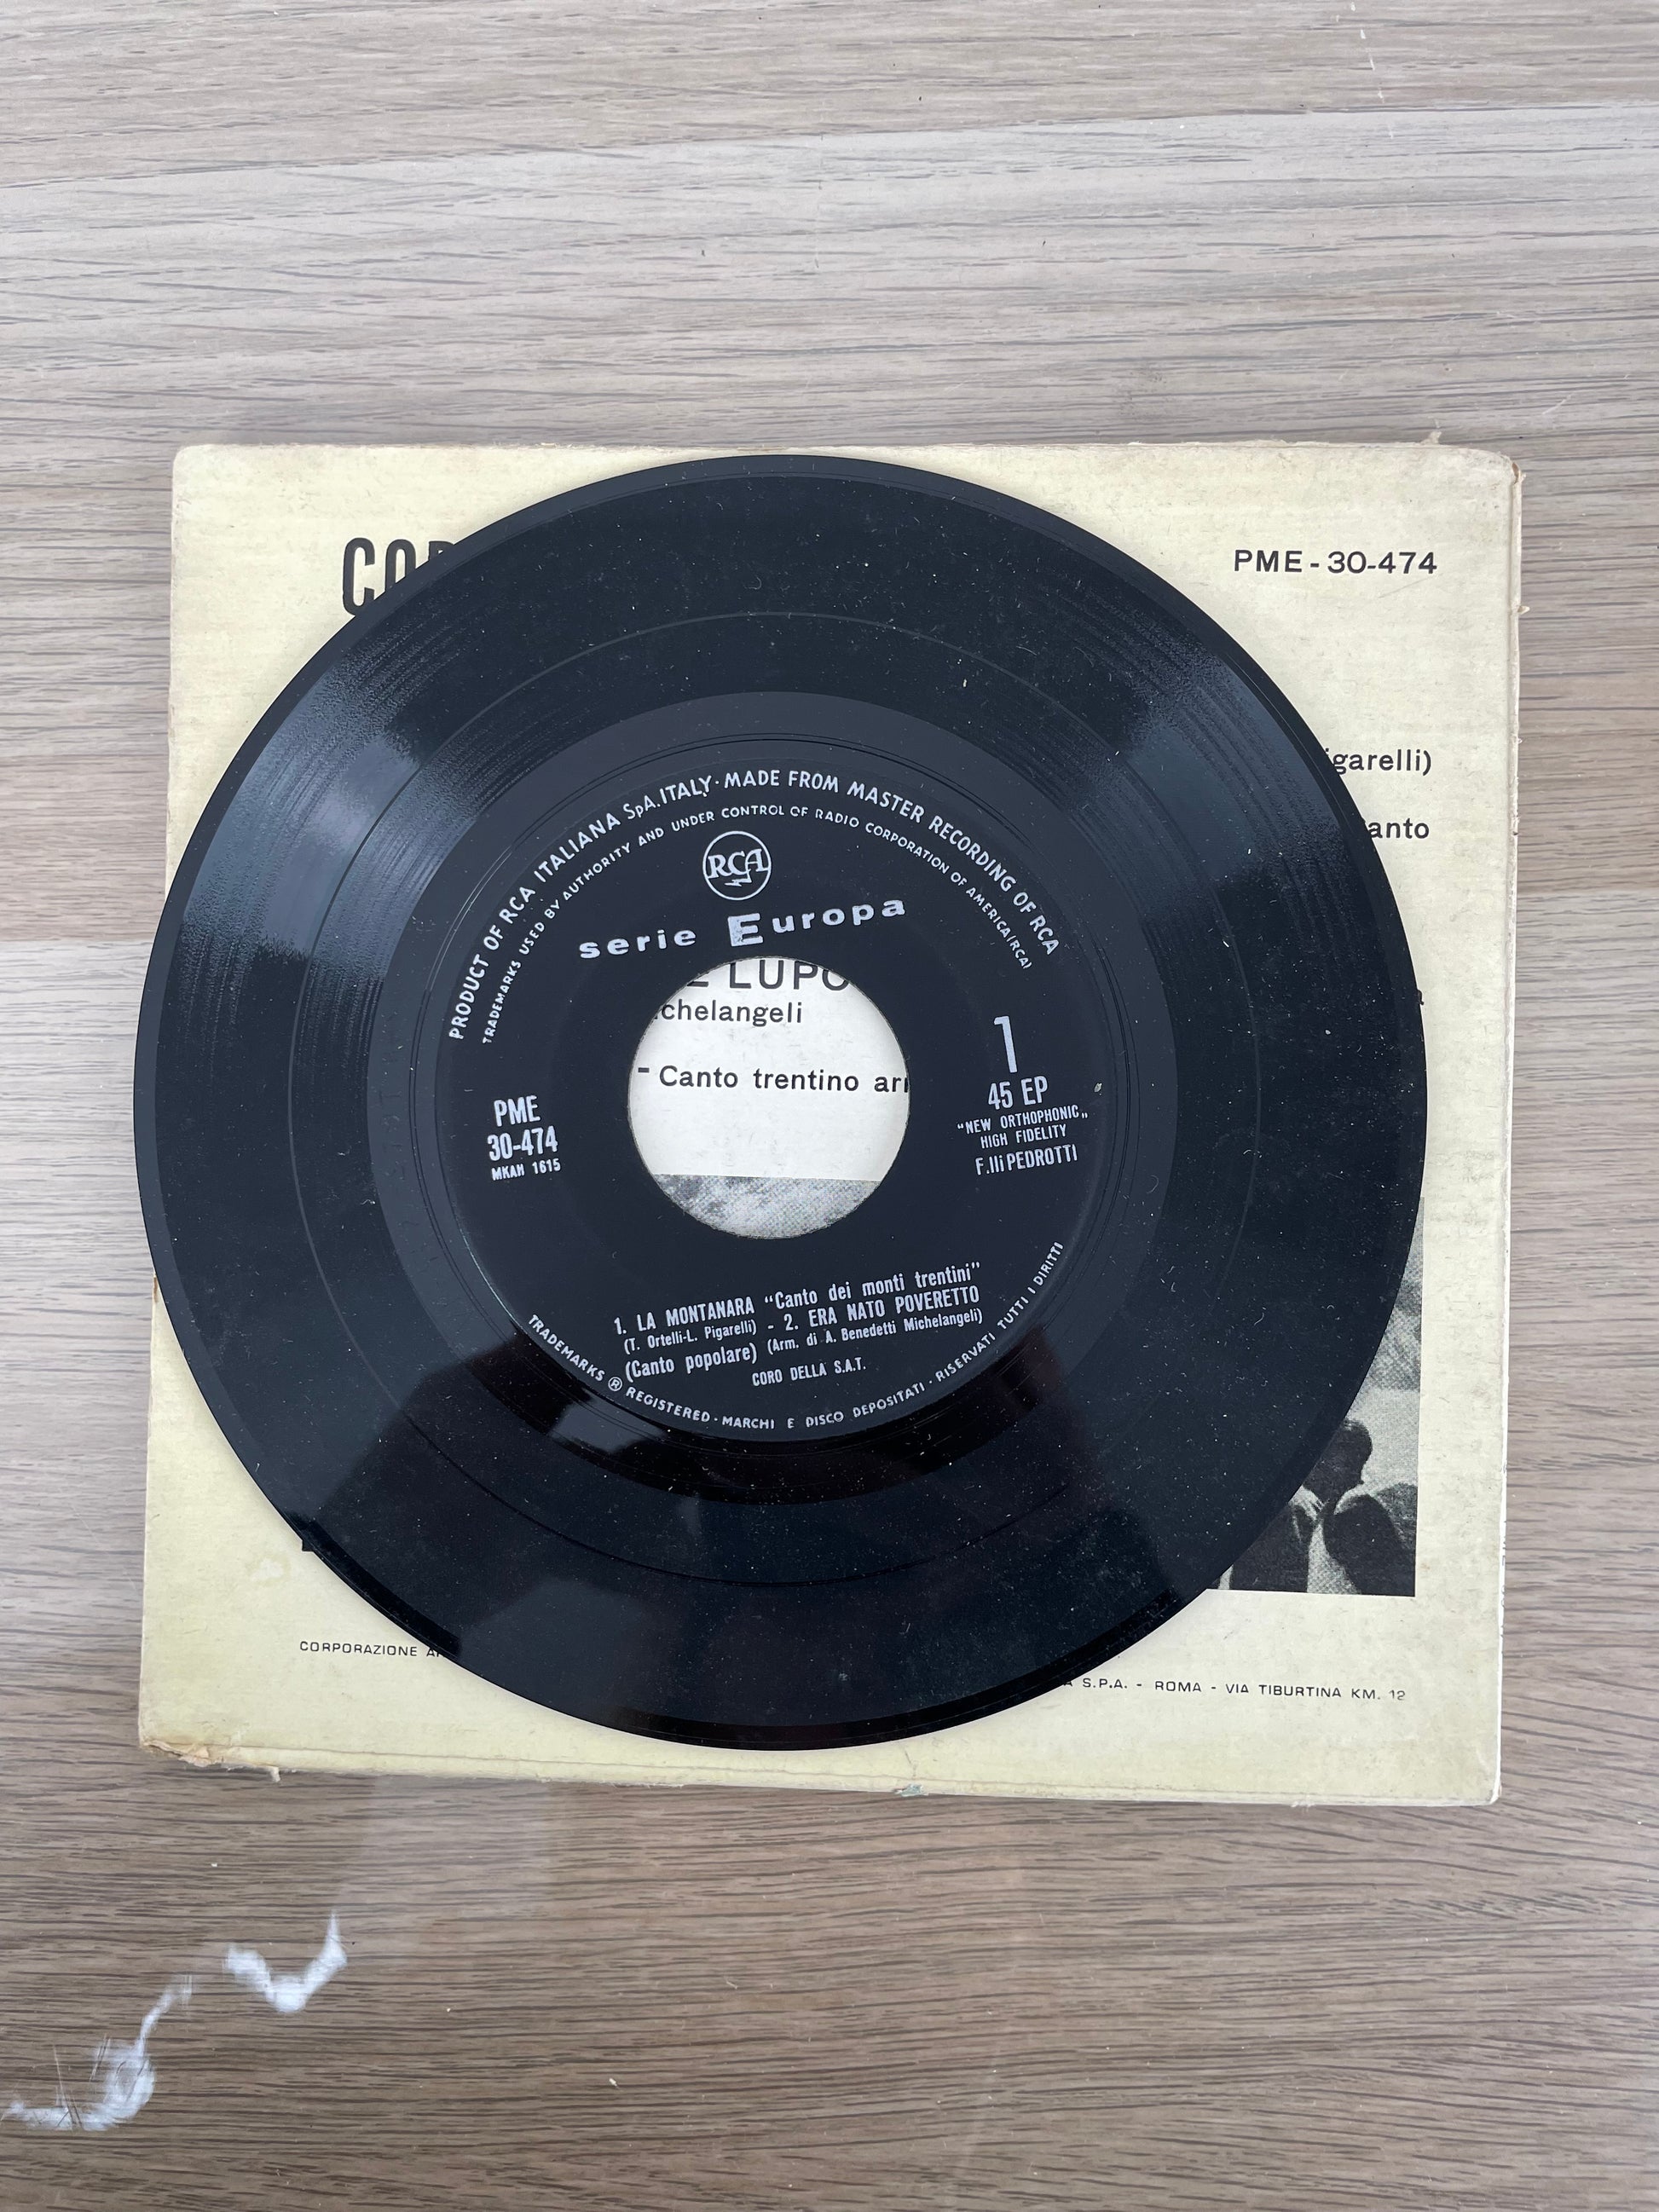 PME-30-474
PRODUCT OF RCA ITALIANA SpA. ITALY · MADE FROM MASTER RECORDING OF RCA
TRADEMARKS USED BY AUTHORITY AND UNDER CONTROL OF RADIO CORPORATION OF AMERICA (RCA)
RCA
serie Europa
LUPO
chelangeli
- Canto trentino
1
45 EP
"NEW ORTHOPHONIC„
HIGH FIDELITY
F.lli PEDROTTI
PME
30-474
MKAH 1615
1. LA MONTANARA "Canto dei monti trentini"
(T. Ortelli-L. Pigarelli) - 2. ERA NATO POVERETTO
(Canto popolare) (Arm. di A. Benedetti Michelangeli)
CORO DELLA S.A.T.
TRADEMARKS ® REGISTERED · MARCHI E DISCO DEPOSITATI · RISERVATI TUTTI I DIRITTI
igarelli)
anto
CORPORAZIONE
S.P.A. - ROMA - VIA TIBURTINA KM. 12